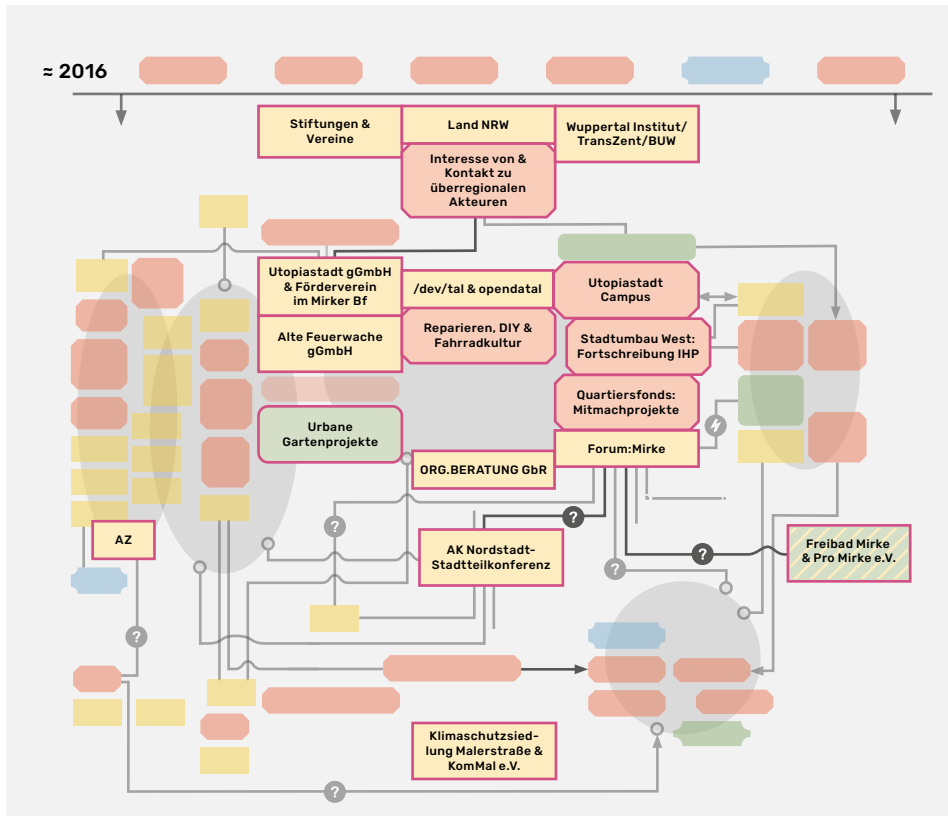 ≈ 2016
Stiftungen &
Vereine
Land NRW
Wuppertal Institut/
TransZent/BUW
Interesse von &
Kontakt zu
überregionalen
Akteuren
Utopiastadt gGmbH
& Förderverein
im Mirker Bf
/dev/tal & opendatal
Utopiastadt
Campus
Alte Feuerwache
gGmbH
Reparieren, DIY &
Fahrradkultur
Stadtumbau West:
Fortschreibung IHP
Quartiersfonds:
Mitmachprojekte
Urbane
Gartenprojekte
Forum:Mirke
ORG.BERATUNG GbR
?
?
AZ
AK Nordstadt-
Stadtteilkonferenz
?
Freibad Mirke
& Pro Mirke e.V.
?
?
Klimaschutzsied-
lung Malerstraße &
KomMal e.V.
?